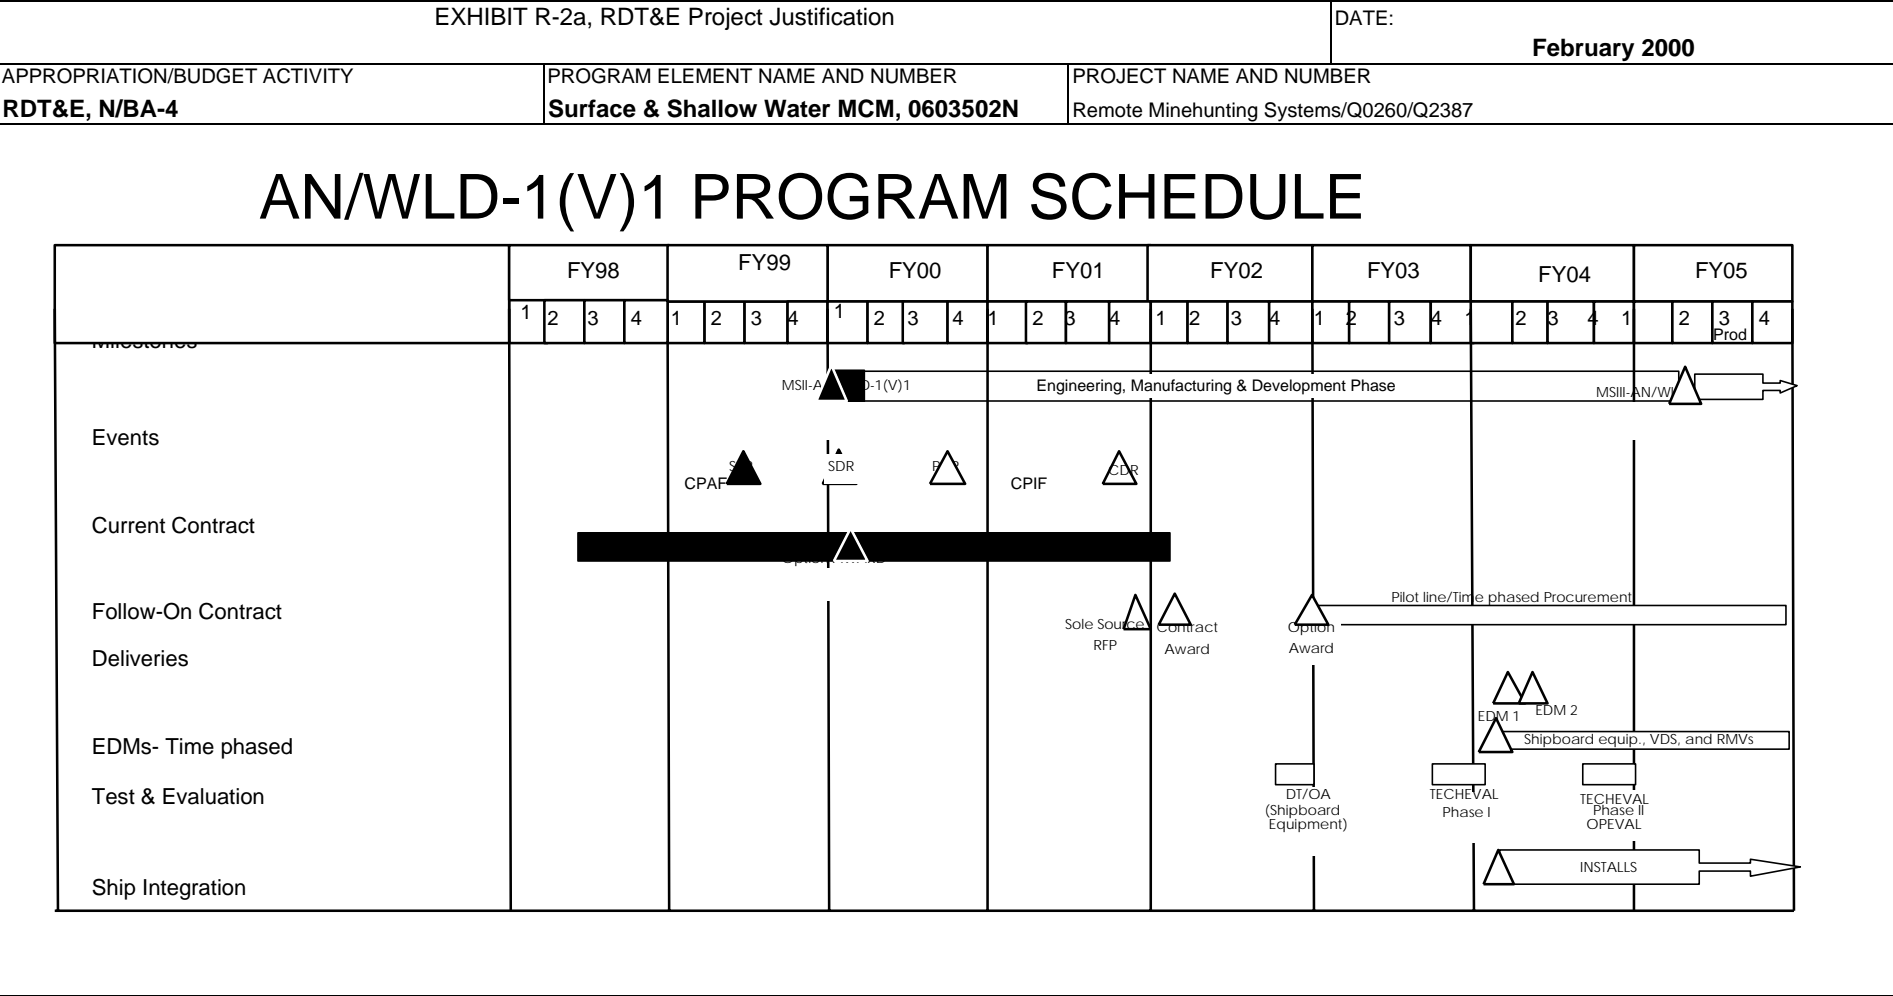 EXHIBIT R-2a, RDT&E Project Justification
DATE:
February 2000
APPROPRIATION/BUDGET ACTIVITY
PROGRAM ELEMENT NAME AND NUMBER
PROJECT NAME AND NUMBER
RDT&E, N/BA-4
Surface & Shallow Water MCM, 0603502N
Remote Minehunting Systems/Q0260/Q2387
AN/WLD-1(V)1 PROGRAM SCHEDULE
FY98 FY99 FY00 FY01 FY02 FY03 FY04 FY05
1 2 3 4 1 2 3 4 1 2 3 4 1 2 3 4 1 2 3 4 1 2 3 4 1 2 3 4 1 2 3 4
Prod
Milestones
Engineering, Manufacturing & Development Phase
Events
SDR
CDR
CPAF
CPIF
Current Contract
Follow-On Contract
Pilot line/Time phased Procurement
Sole Source
RFP
Contract
Award
Option
Award
Deliveries
EDM 1
EDM 2
EDMs- Time phased
Shipboard equip., VDS, and RMVs
Test & Evaluation
DT/OA
(Shipboard
Equipment)
TECHEVAL
Phase I
TECHEVAL
Phase II
OPEVAL
Ship Integration
INSTALLS